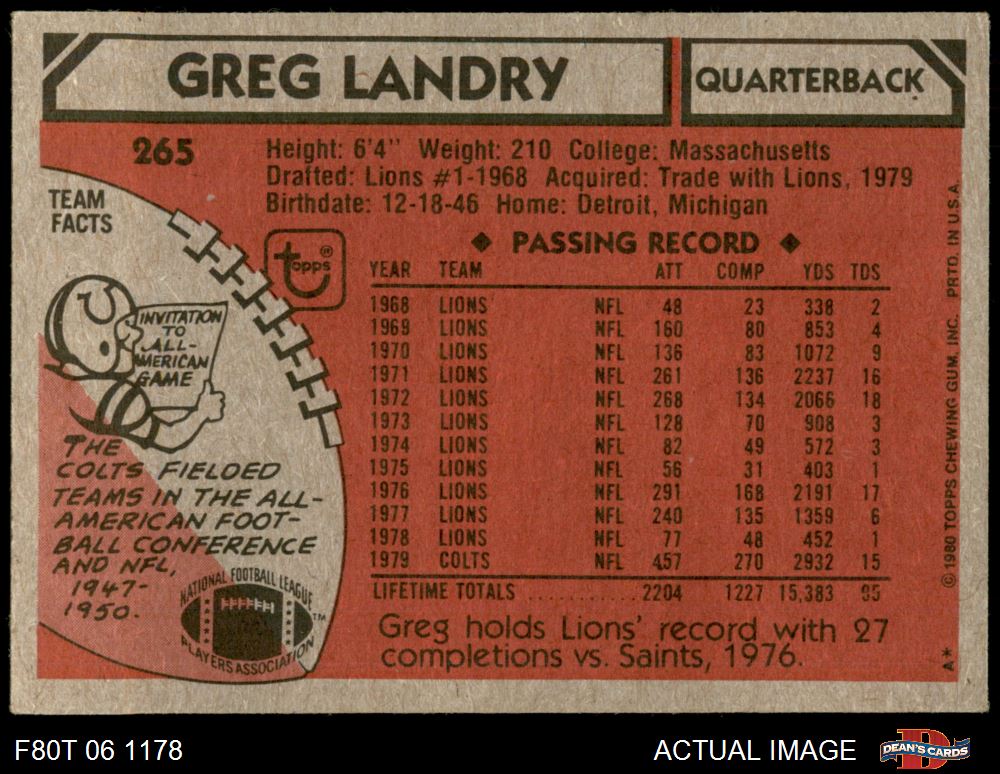 GREG LANDRY
QUARTERBACK
265
Height: 6'4" Weight: 210 College: Massachusetts
Drafted: Lions #1-1968 Acquired: Trade with Lions, 1979
Birthdate: 12-18-46 Home: Detroit, Michigan
TEAM
FACTS
topps ®
INVITATION
TO
ALL-
AMERICAN
GAME
THE
COLTS FIELDED
TEAMS IN THE ALL-
AMERICAN FOOT-
BALL CONFERENCE
AND NFL,
1947-
1950.
NATIONAL FOOTBALL LEAGUE
PLAYERS ASSOCIATION
TM
◆ PASSING RECORD ◆
YEAR TEAM ATT COMP YDS TDS
1968 LIONS NFL 48 23 338 2
1969 LIONS NFL 160 80 853 4
1970 LIONS NFL 136 83 1072 9
1971 LIONS NFL 261 136 2237 16
1972 LIONS NFL 268 134 2066 18
1973 LIONS NFL 128 70 908 3
1974 LIONS NFL 82 49 572 3
1975 LIONS NFL 56 31 403 1
1976 LIONS NFL 291 168 2191 17
1977 LIONS NFL 240 135 1359 6
1978 LIONS NFL 77 48 452 1
1979 COLTS NFL 457 270 2932 15
LIFETIME TOTALS ............ 2204 1227 15,383 95
Greg holds Lions' record with 27
completions vs. Saints, 1976.
© 1980 TOPPS CHEWING GUM, INC. PRTD. IN U.S.A.
A*
F80T 06 1178
ACTUAL IMAGE
DEAN'S CARDS